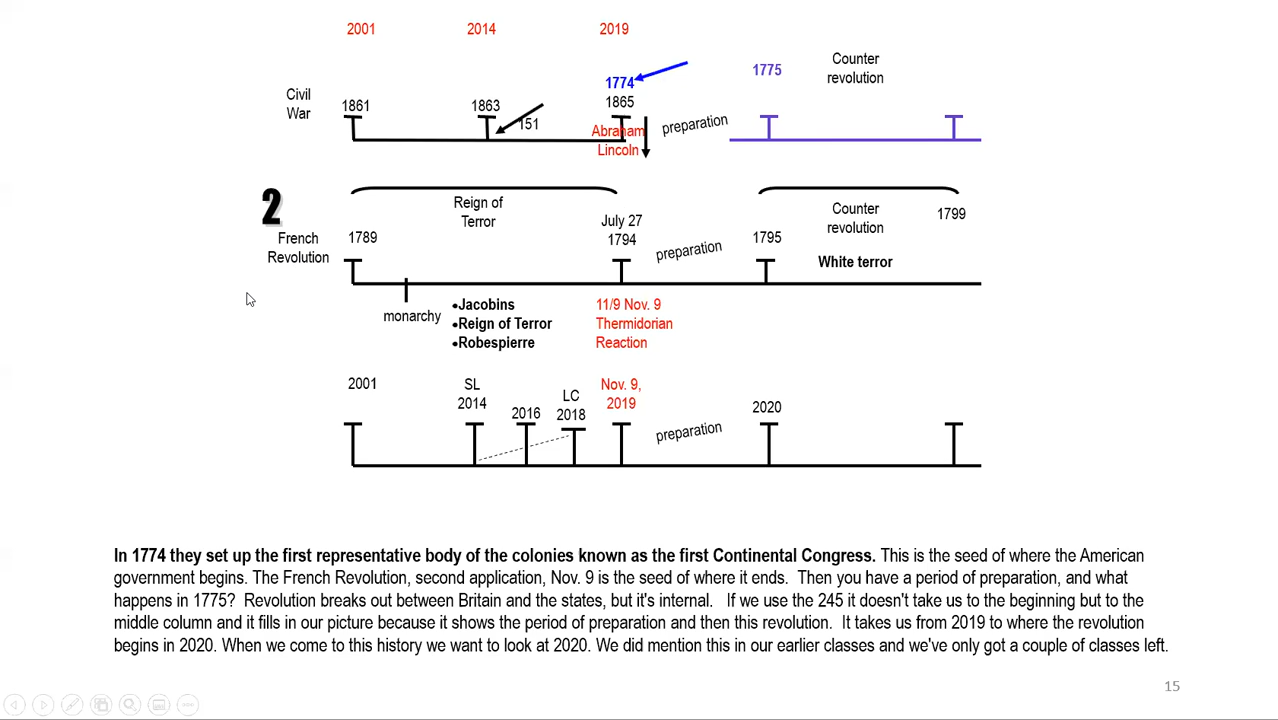 2001 2014 2019
1774
1775
Counter
revolution
Civil
War
1861 1863 1865
151
Abraham
Lincoln
preparation
2
French
Revolution
1789
Reign of
Terror
July 27
1794
preparation
1795
Counter
revolution
1799
White terror
monarchy
•Jacobins
•Reign of Terror
•Robespierre
11/9 Nov. 9
Thermidorian
Reaction
2001
SL
2014
2016
LC
2018
Nov. 9,
2019
preparation
2020
In 1774 they set up the first representative body of the colonies known as the first Continental Congress. This is the seed of where the American
government begins. The French Revolution, second application, Nov. 9 is the seed of where it ends. Then you have a period of preparation, and what
happens in 1775? Revolution breaks out between Britain and the states, but it's internal. If we use the 245 it doesn't take us to the beginning but to the
middle column and it fills in our picture because it shows the period of preparation and then this revolution. It takes us from 2019 to where the revolution
begins in 2020. When we come to this history we want to look at 2020. We did mention this in our earlier classes and we've only got a couple of classes left.
15